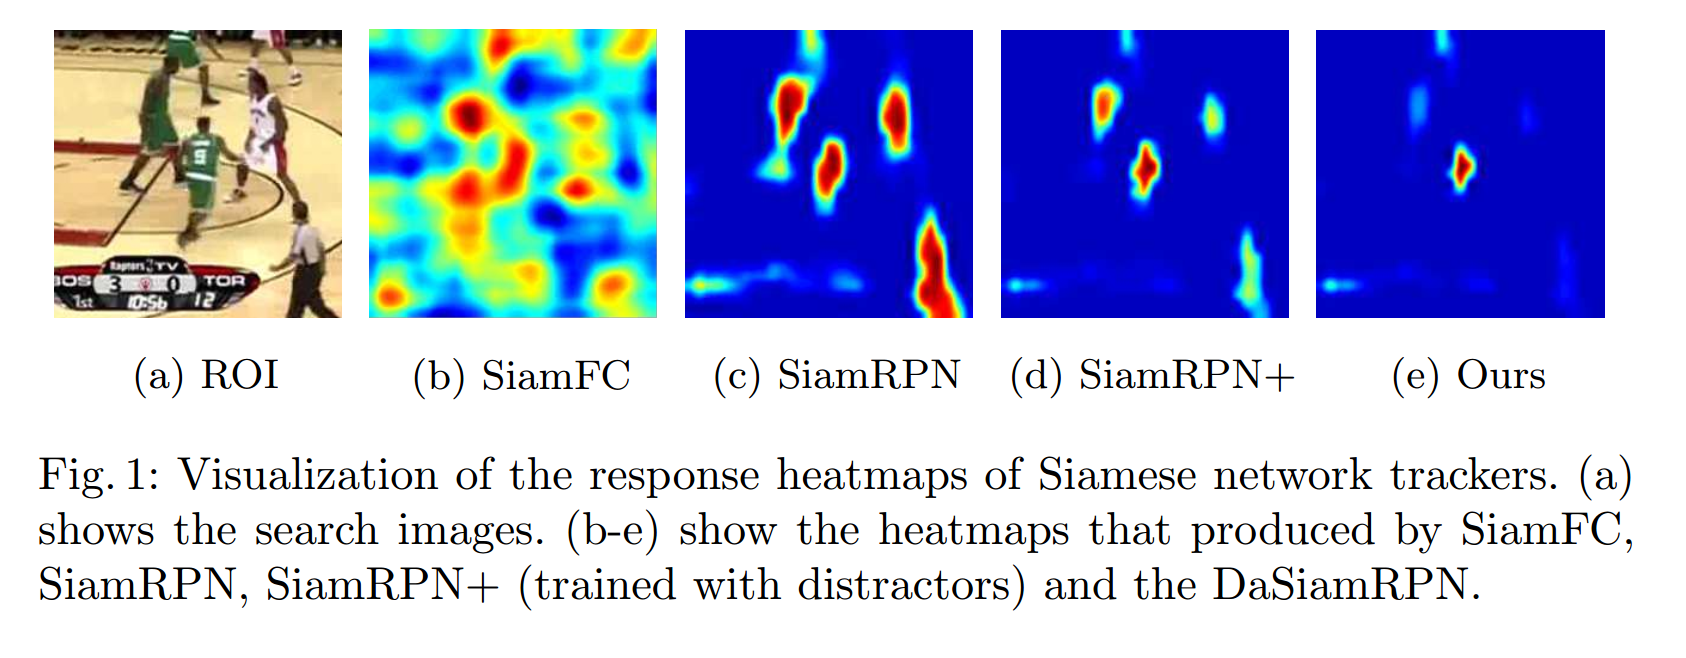 Raptors TV
BOS 3 0 TOR
1st 10:56 12
(a) ROI (b) SiamFC (c) SiamRPN (d) SiamRPN+ (e) Ours
Fig. 1: Visualization of the response heatmaps of Siamese network trackers. (a)
shows the search images. (b-e) show the heatmaps that produced by SiamFC,
SiamRPN, SiamRPN+ (trained with distractors) and the DaSiamRPN.